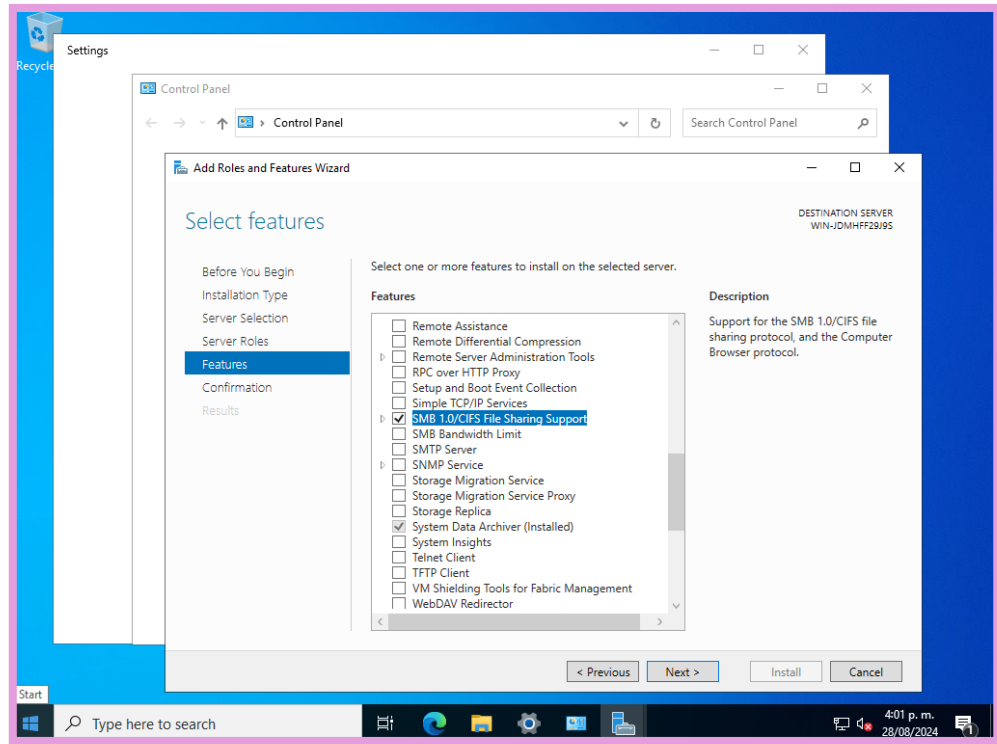 Recycle
Settings
Control Panel
Control Panel
Search Control Panel
Add Roles and Features Wizard
Select features
DESTINATION SERVER
WIN-JDMHFF29J9S
Before You Begin
Installation Type
Server Selection
Server Roles
Features
Confirmation
Results
Select one or more features to install on the selected server.
Features
Remote Assistance
Remote Differential Compression
Remote Server Administration Tools
RPC over HTTP Proxy
Setup and Boot Event Collection
Simple TCP/IP Services
SMB 1.0/CIFS File Sharing Support
SMB Bandwidth Limit
SMTP Server
SNMP Service
Storage Migration Service
Storage Migration Service Proxy
Storage Replica
System Data Archiver (Installed)
System Insights
Telnet Client
TFTP Client
VM Shielding Tools for Fabric Management
WebDAV Redirector
Description
Support for the SMB 1.0/CIFS file
sharing protocol, and the Computer
Browser protocol.
< Previous
Next >
Install
Cancel
Start
Type here to search
4:01 p. m.
28/08/2024
1